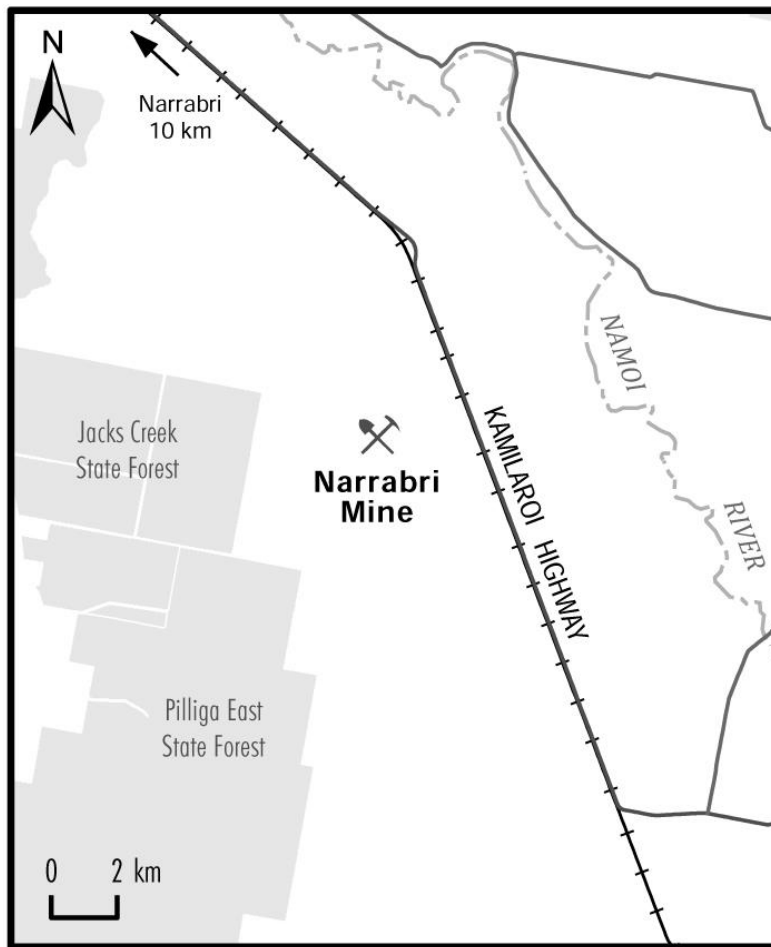 N
Narrabri
10 km
NAMOI
RIVER
Jacks Creek
State Forest
Narrabri
Mine
KAMILAROI HIGHWAY
Pilliga East
State Forest
0 2 km